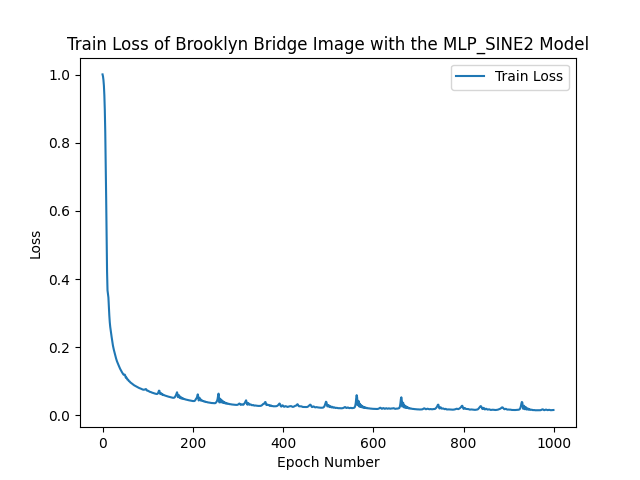 Train Loss of Brooklyn Bridge Image with the MLP_SINE2 Model
Train Loss
1.0
0.8
0.6
0.4
0.2
0.0
Loss
0 200 400 600 800 1000
Epoch Number